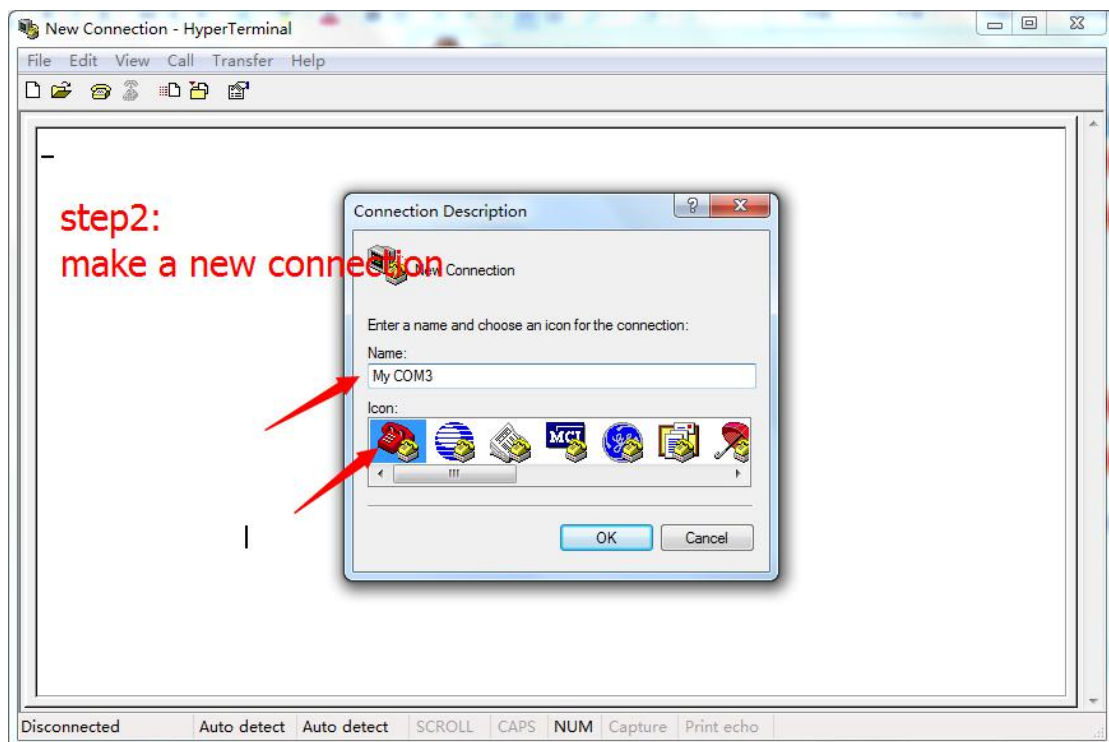 New Connection - HyperTerminal
File Edit View Call Transfer Help
step2:
make a new connection
Connection Description
New Connection
Enter a name and choose an icon for the connection:
Name:
My COM3
Icon:
MCI
OK Cancel
Disconnected Auto detect Auto detect SCROLL CAPS NUM Capture Print echo